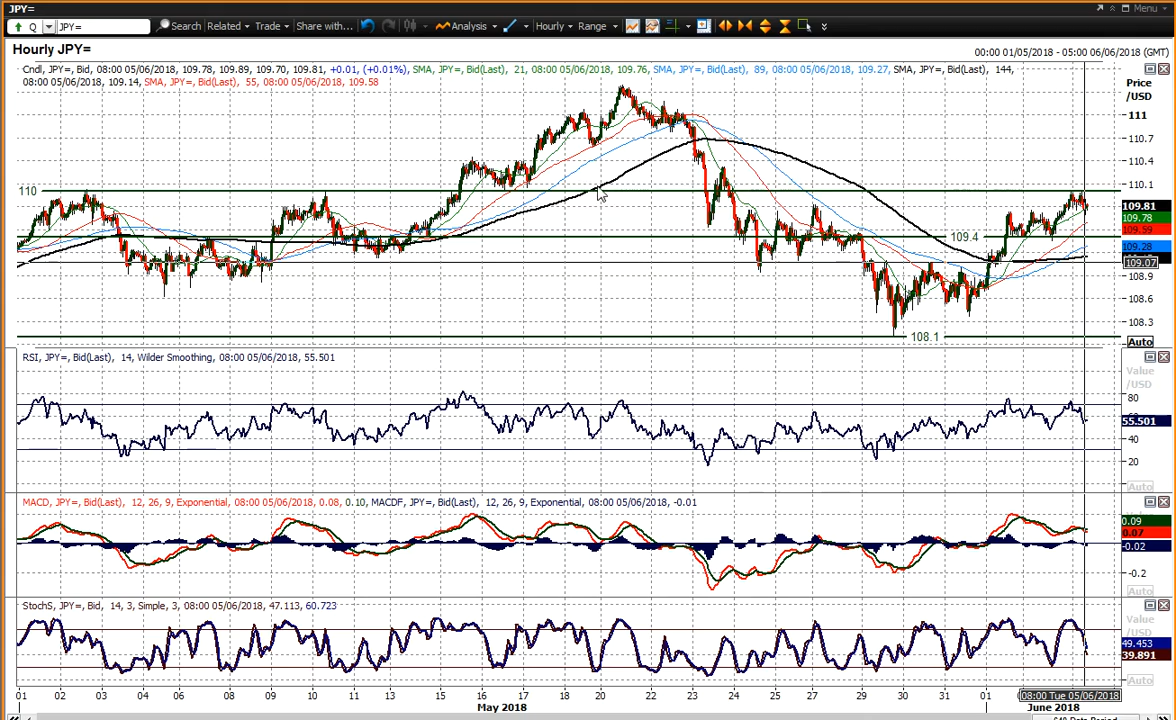 JPY=
Menu
Q JPY= Search Related Trade Share with... Analysis Hourly Range
Hourly JPY=
00:00 01/05/2018 - 05:00 06/06/2018 (GMT)
Cndl, JPY=, Bid, 08:00 05/06/2018, 109.78, 109.89, 109.70, 109.81, +0.01, (+0.01%), SMA, JPY=, Bid(Last), 21, 08:00 05/06/2018, 109.76, SMA, JPY=, Bid(Last), 89, 08:00 05/06/2018, 109.27, SMA, JPY=, Bid(Last), 144,
08:00 05/06/2018, 109.14, SMA, JPY=, Bid(Last), 55, 08:00 05/06/2018, 109.58
Price
/USD
111
110.7
110.4
110.1
110
109.81
109.78
109.59
109.4
109.28
109.07
108.9
108.6
108.3
108.1
Auto
RSI, JPY=, Bid(Last), 14, Wilder Smoothing, 08:00 05/06/2018, 55.501
Value
/USD
80
60
55.501
40
20
Auto
MACD, JPY=, Bid(Last), 12, 26, 9, Exponential, 08:00 05/06/2018, 0.08, 0.10, MACDF, JPY=, Bid(Last), 12, 26, 9, Exponential, 08:00 05/06/2018, -0.01
0.09
0.07
-0.02
-0.2
Auto
StochS, JPY=, Bid, 14, 3, Simple, 3, 08:00 05/06/2018, 47.113, 60.723
Value
/USD
49.453
39.891
Auto
01 02 03 04 06 08 09 10 11 13 14 15 16 17 18 20 22 23 24 25 27 28 29 30 31 01 08:00 Tue 05/06/2018
May 2018 June 2018